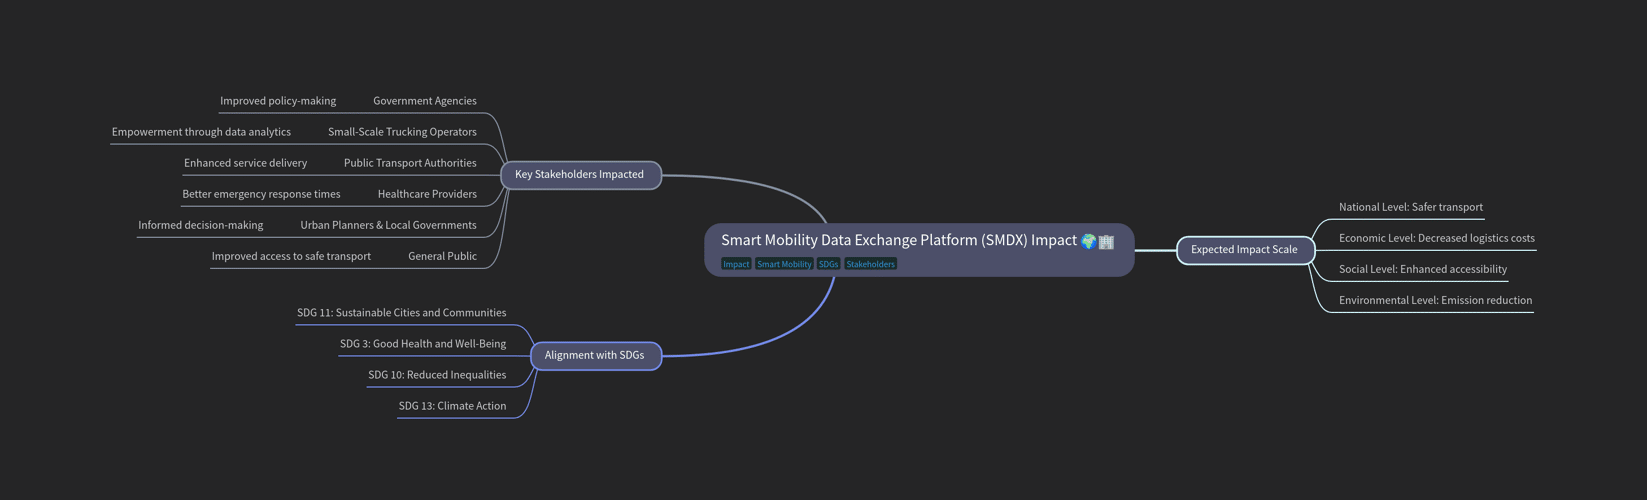 Improved policy-making Government Agencies
Empowerment through data analytics Small-Scale Trucking Operators
Enhanced service delivery Public Transport Authorities
Better emergency response times Healthcare Providers
Informed decision-making Urban Planners & Local Governments
Improved access to safe transport General Public
Key Stakeholders Impacted
SDG 11: Sustainable Cities and Communities
SDG 3: Good Health and Well-Being
SDG 10: Reduced Inequalities
SDG 13: Climate Action
Alignment with SDGs
Smart Mobility Data Exchange Platform (SMDX) Impact 🌍🏢
Impact Smart Mobility SDGs Stakeholders
Expected Impact Scale
National Level: Safer transport
Economic Level: Decreased logistics costs
Social Level: Enhanced accessibility
Environmental Level: Emission reduction